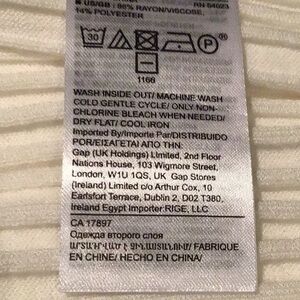 US/GB : 86% RAYON/VISCOSE,
14% POLYESTER
RN 54023
30
P
1166
WASH INSIDE OUT/ MACHINE WASH
COLD GENTLE CYCLE/ ONLY NON-
CHLORINE BLEACH WHEN NEEDED/
DRY FLAT/ COOL IRON
Imported By/Importe Par/DISTRIBUIDO
POR/ΕΙΣΑΓΕΤΑΙ ΑΠΟ ΤΗΝ:
Gap (UK Holdings) Limited, 2nd Floor
Nations House, 103 Wigmore Street,
London, W1U 1QS, UK Gap Stores
(Ireland) Limited c/o Arthur Cox, 10
Earlsfort Terrace, Dublin 2, D02 T380,
Ireland Egypt Importer:RIGE, LLC
CA 17897
Одежда второго слоя
FABRIQUE
EN CHINE/ HECHO EN CHINA/